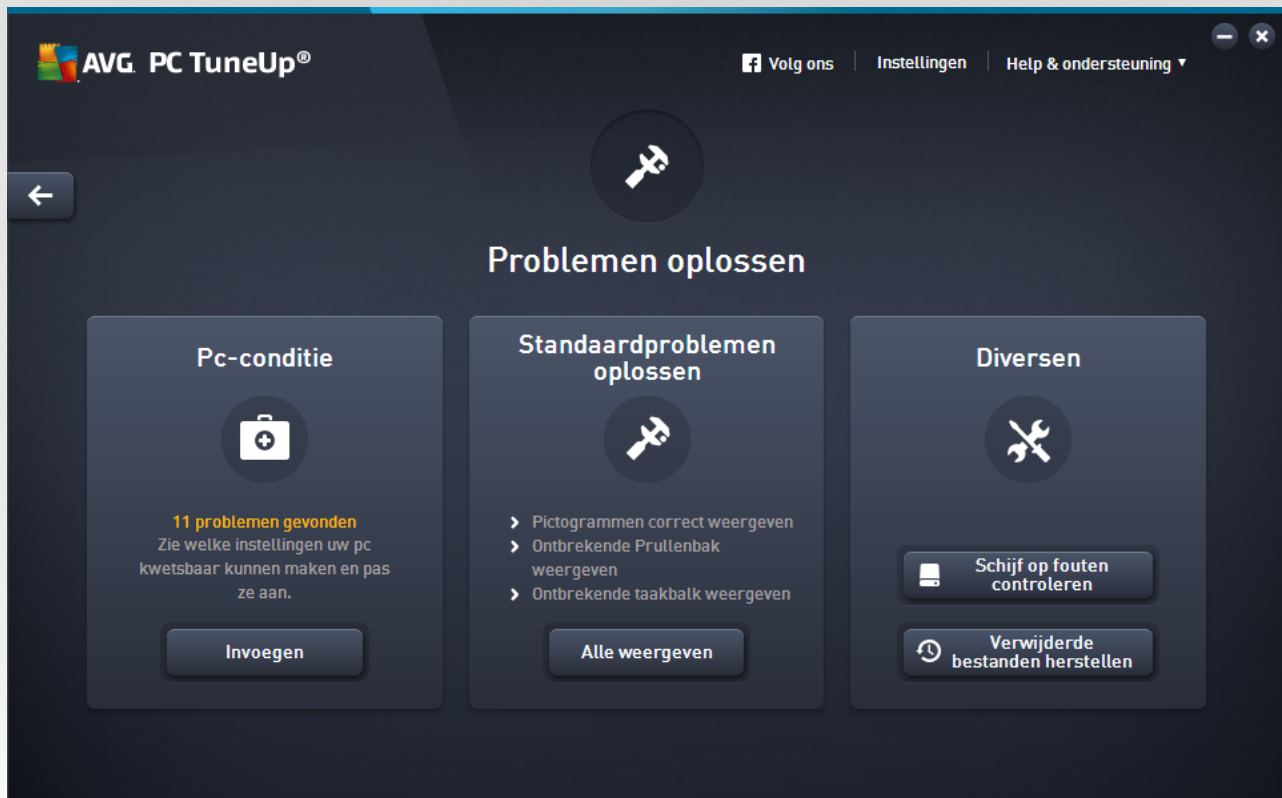 AVG. PC TuneUp®
Volg ons
Instellingen
Help & ondersteuning
Problemen oplossen
Pc-conditie
11 problemen gevonden
Zie welke instellingen uw pc
kwetsbaar kunnen maken en pas
ze aan.
Invoegen
Standaardproblemen
oplossen
Pictogrammen correct weergeven
Ontbrekende Prullenbak
weergeven
Ontbrekende taakbalk weergeven
Alle weergeven
Diversen
Schijf op fouten
controleren
Verwijderde
bestanden herstellen